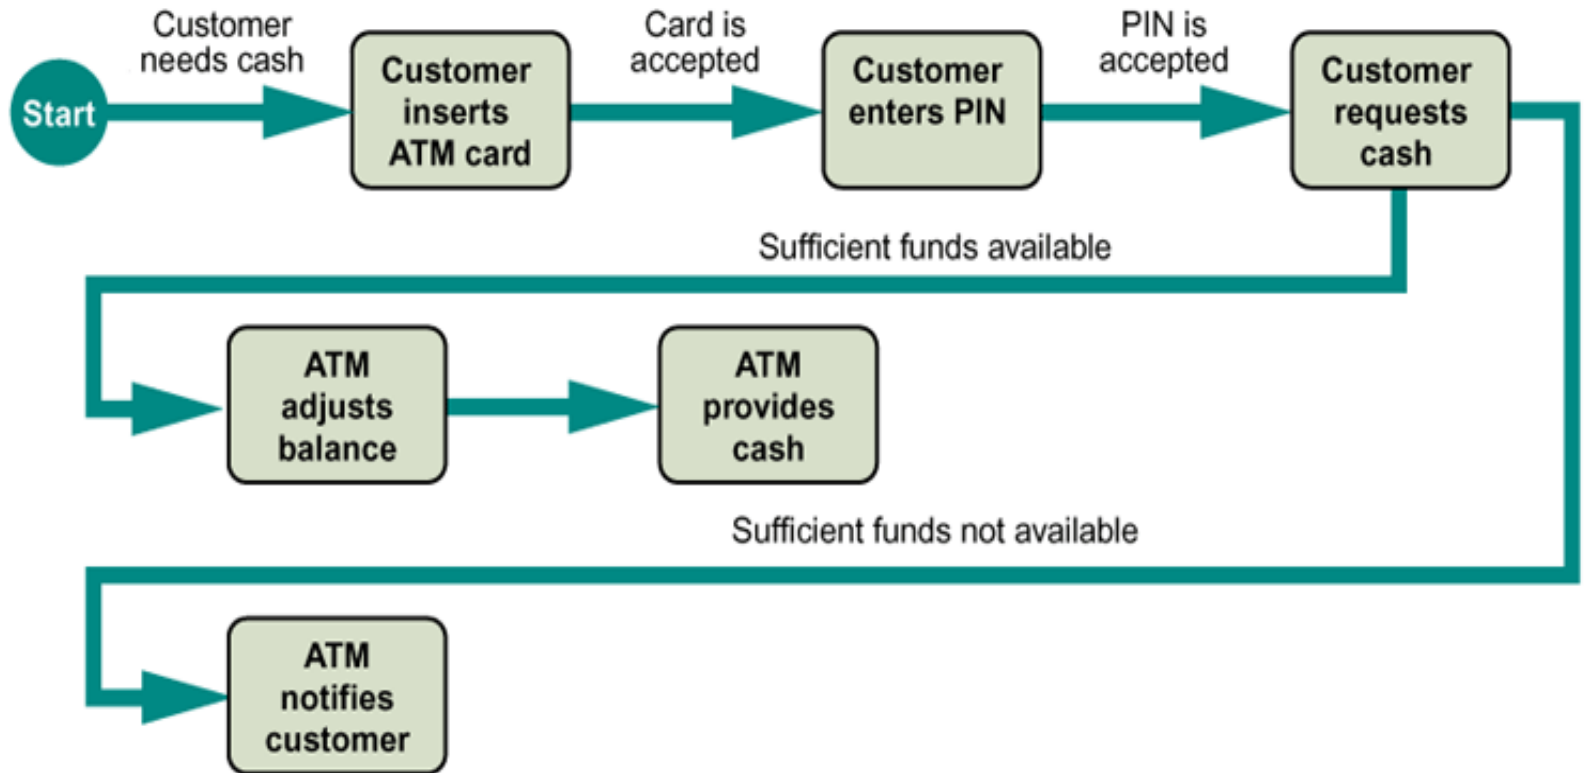 Start
Customer
needs cash
Customer
inserts
ATM card
Card is
accepted
Customer
enters PIN
PIN is
accepted
Customer
requests
cash
Sufficient funds available
ATM
adjusts
balance
ATM
provides
cash
Sufficient funds not available
ATM
notifies
customer